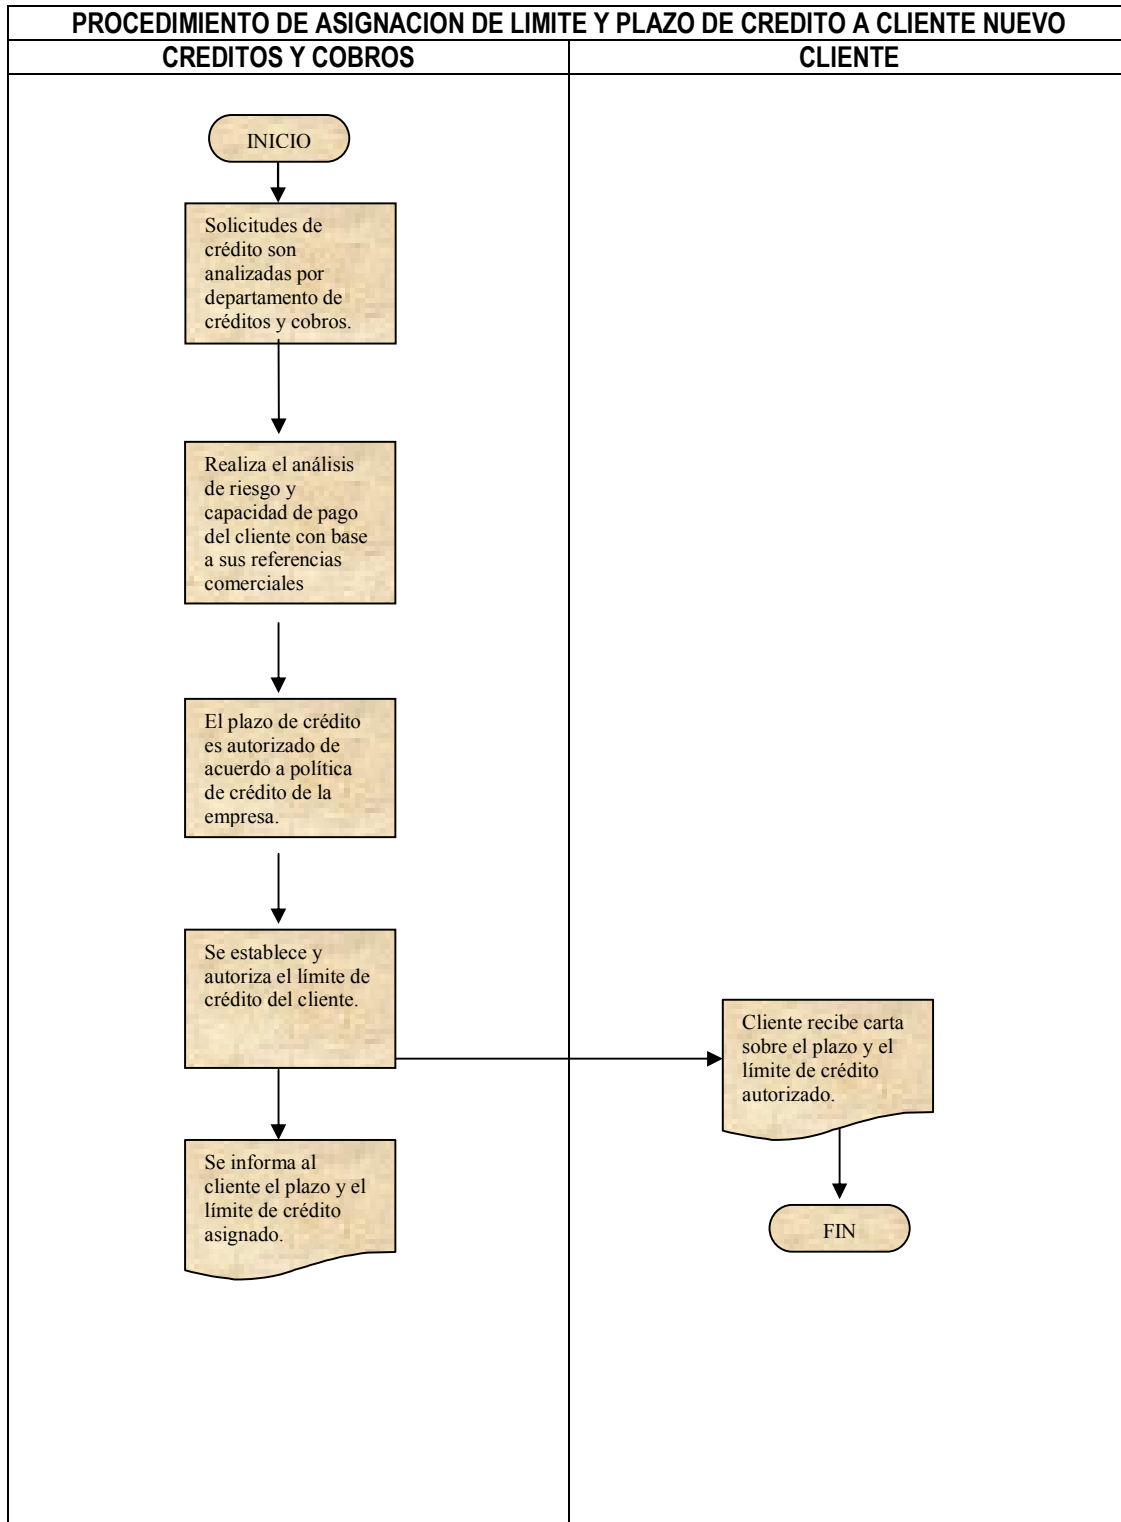 PROCEDIMIENTO DE ASIGNACION DE LIMITE Y PLAZO DE CREDITO A CLIENTE NUEVO
CREDITOS Y COBROS
CLIENTE
INICIO
Solicitudes de
crédito son
analizadas por
departamento de
créditos y cobros.
Realiza el análisis
de riesgo y
capacidad de pago
del cliente con base
a sus referencias
comerciales
El plazo de crédito
es autorizado de
acuerdo a política
de crédito de la
empresa.
Se establece y
autoriza el límite de
crédito del cliente.
Cliente recibe carta
sobre el plazo y el
límite de crédito
autorizado.
Se informa al
cliente el plazo y el
límite de crédito
asignado.
FIN